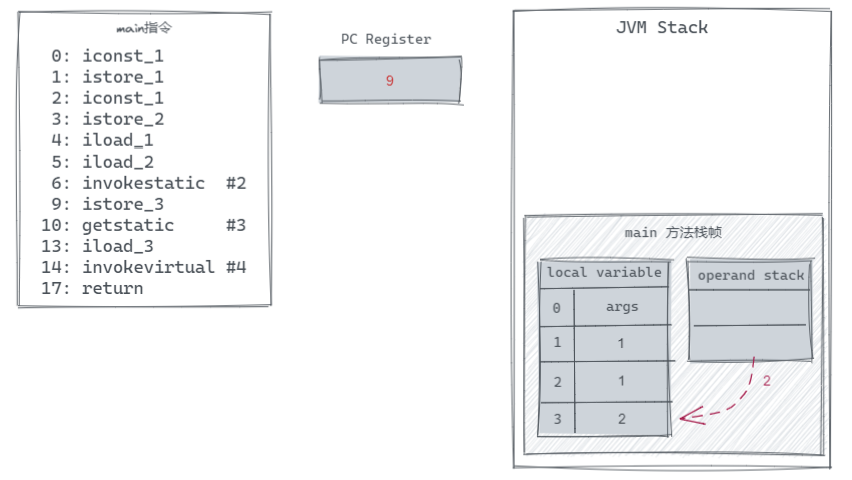 main指令
0: iconst_1
1: istore_1
2: iconst_1
3: istore_2
4: iload_1
5: iload_2
6: invokestatic #2
9: istore_3
10: getstatic #3
13: iload_3
14: invokevirtual #4
17: return
PC Register
9
JVM Stack
main 方法栈帧
local variable
0 args
1 1
2 1
3 2
operand stack
2